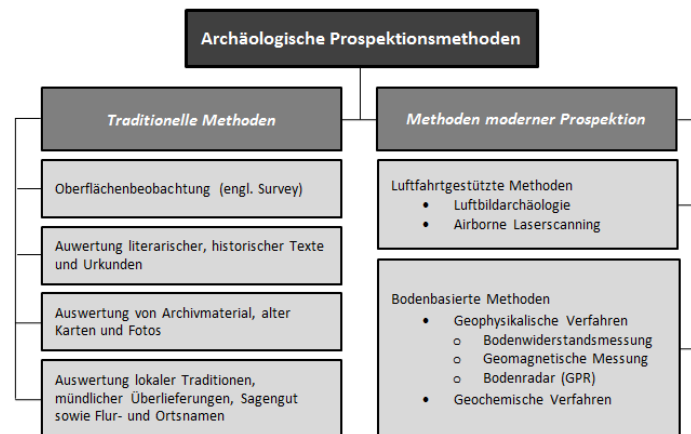 Archäologische Prospektionsmethoden
Traditionelle Methoden
Oberflächenbeobachtung (engl. Survey)
Auwertung literarischer, historischer Texte
und Urkunden
Auswertung von Archivmaterial, alter
Karten und Fotos
Auswertung lokaler Traditionen,
mündlicher Überlieferungen, Sagengut
sowie Flur- und Ortsnamen
Methoden moderner Prospektion
Luftfahrtgestützte Methoden
• Luftbildarchäologie
• Airborne Laserscanning
Bodenbasierte Methoden
• Geophysikalische Verfahren
o Bodenwiderstandsmessung
o Geomagnetische Messung
o Bodenradar (GPR)
• Geochemische Verfahren